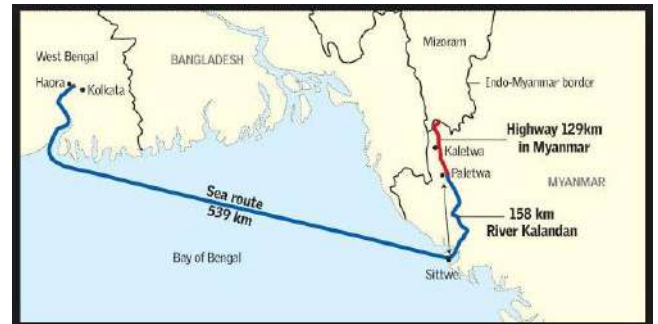 West Bengal
BANGLADESH
Mizoram
Haora
Kolkata
Endo-Myanmar border
Highway 129km
in Myanmar
Kaletwa
Paletwa
MYANMAR
Sea route
539 km
158 km
River Kalandan
Bay of Bengal
Sittwe